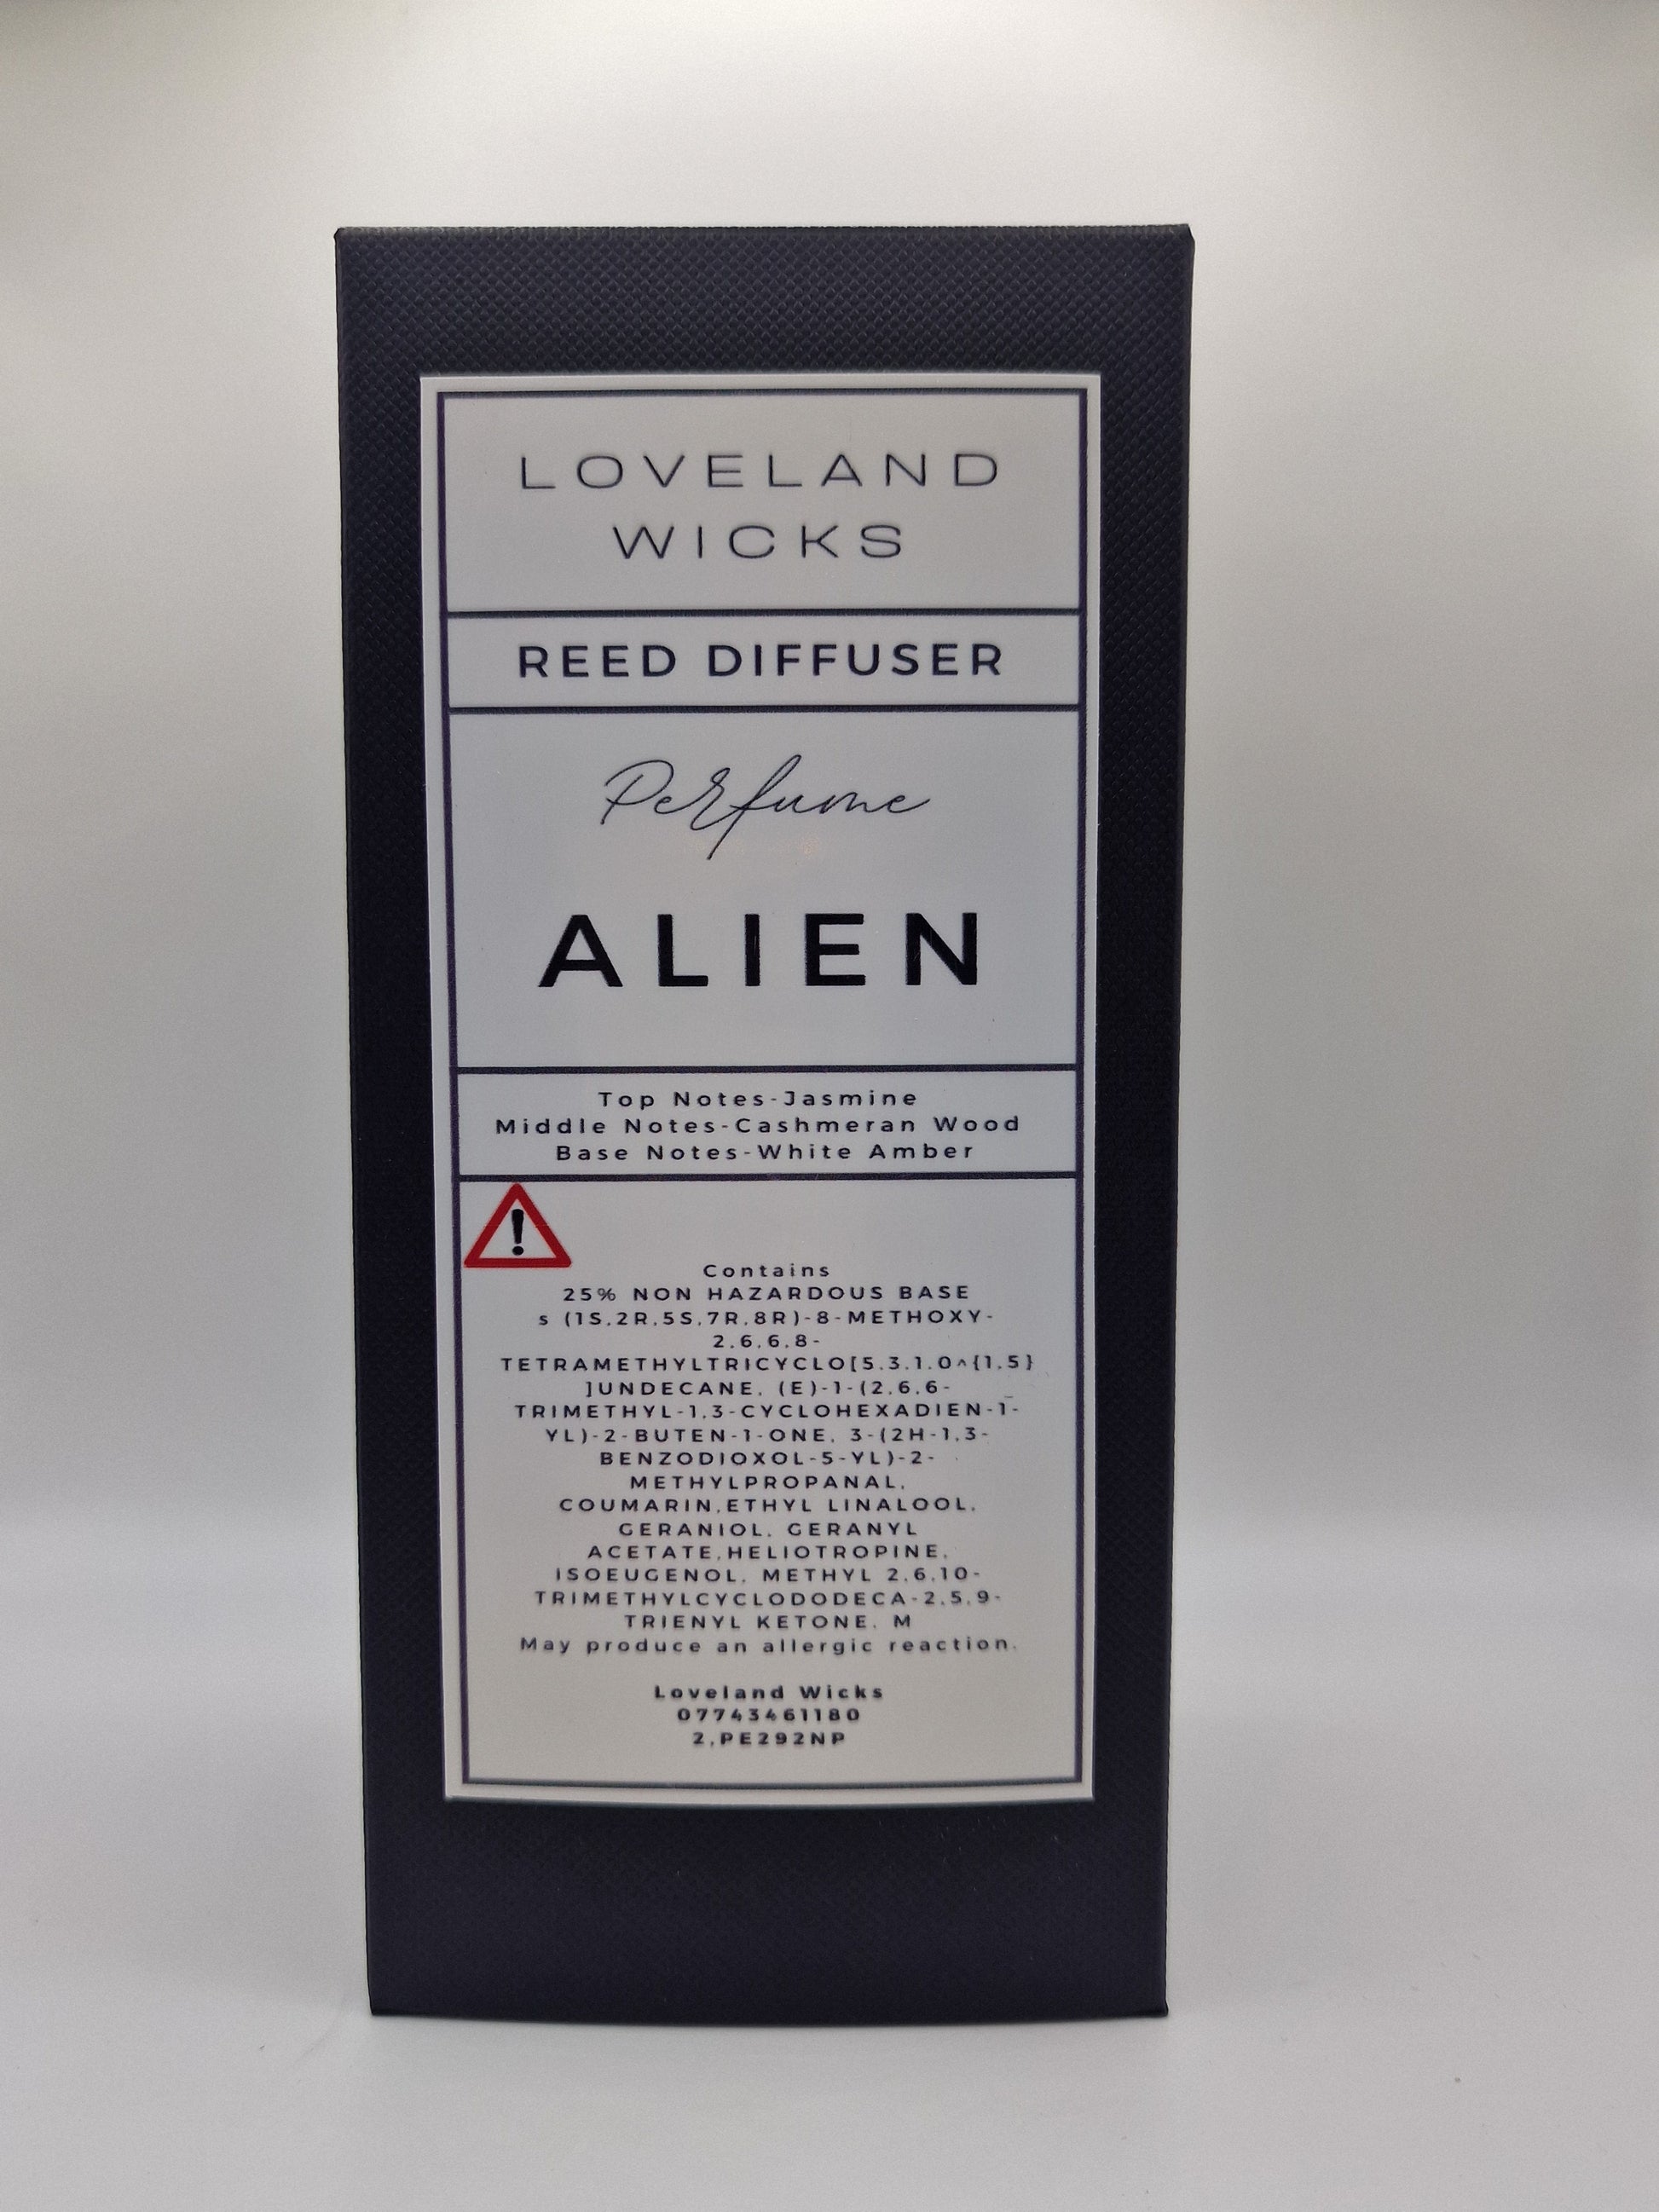 LOVELAND
WICKS
REED DIFFUSER
Perfume
ALIEN
Top Notes-Jasmine
Middle Notes-Cashmeran Wood
Base Notes-White Amber
!
Contains
25% NON HAZARDOUS BASE
s (1S,2R,5S,7R,8R)-8-METHOXY-
2,6,6,8-
TETRAMETHYLTRICYCLO[5.3.1.0^{1,5}
]UNDECANE, (E)-1-(2,6,6-
TRIMETHYL-1,3-CYCLOHEXADIEN-1-
YL)-2-BUTEN-1-ONE, 3-(2H-1,3-
BENZODIOXOL-5-YL)-2-
METHYLPROPANAL,
COUMARIN,ETHYL LINALOOL,
GERANIOL, GERANYL
ACETATE,HELIOTROPINE,
ISOEUGENOL, METHYL 2,6,10-
TRIMETHYLCYCLODODECA-2,5,9-
TRIENYL KETONE. M
May produce an allergic reaction.
Loveland Wicks
07743461180
2,PE292NP